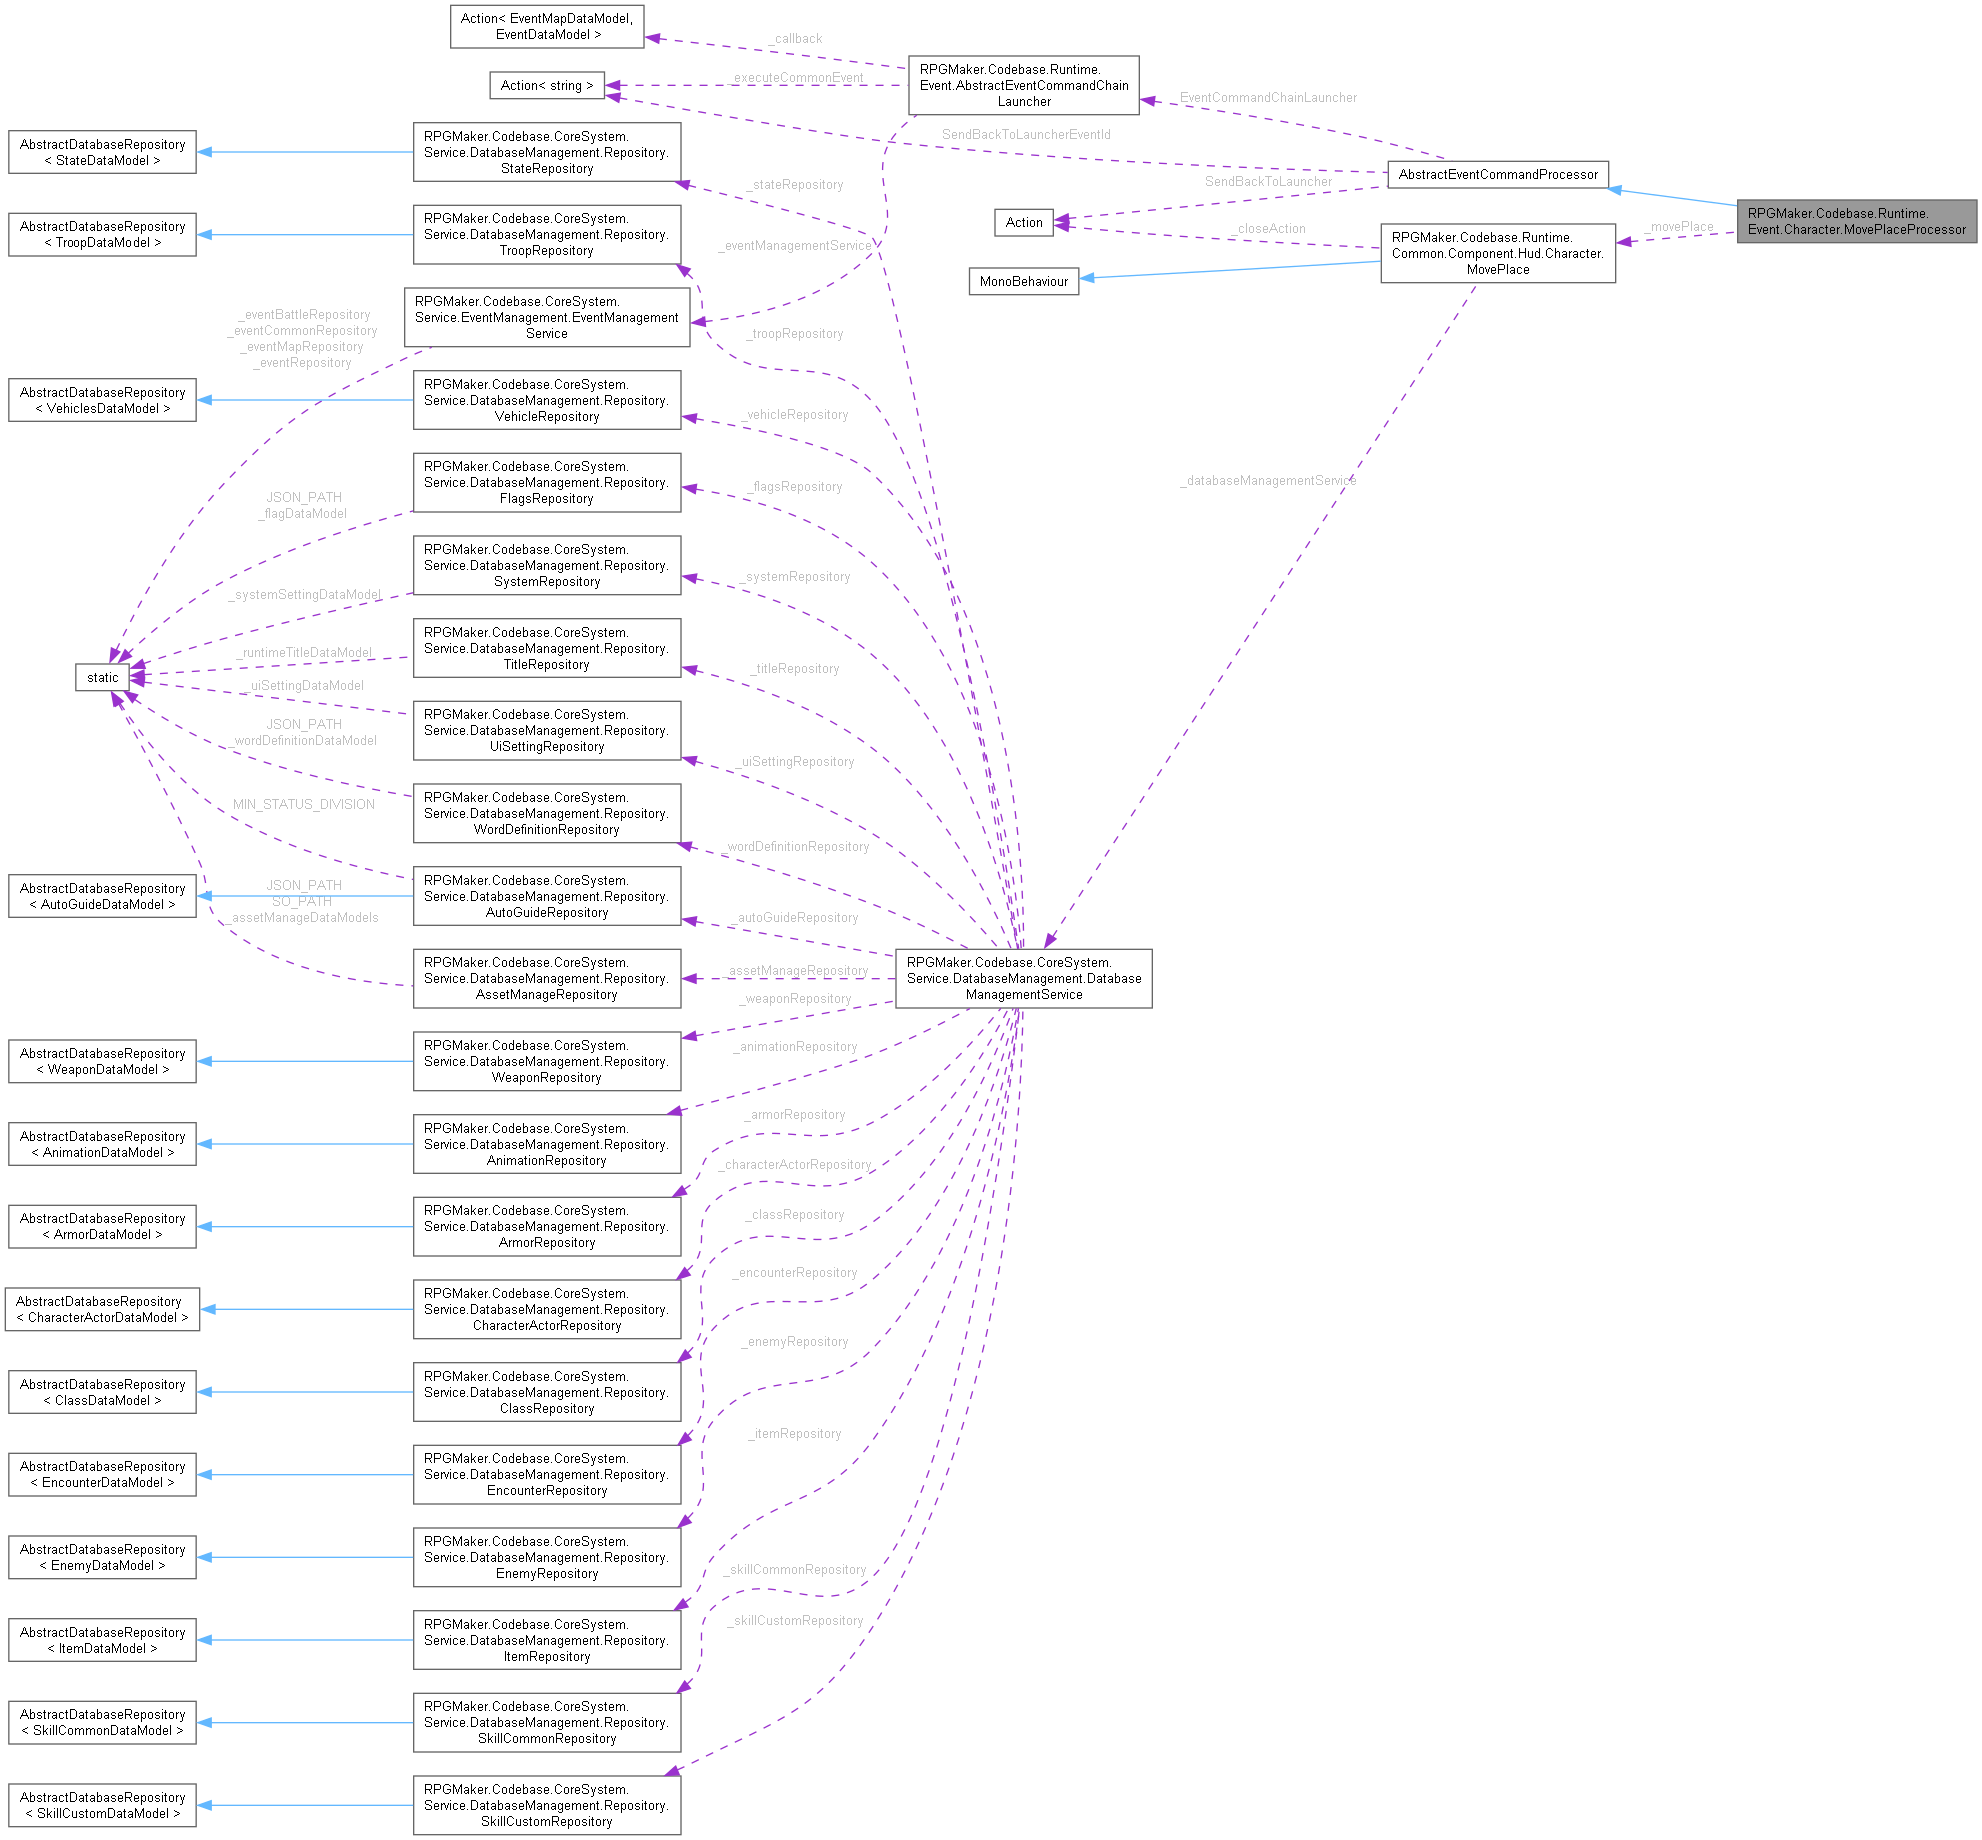 Action< EventMapDataModel,
EventDataModel >
_callback
RPGMaker.Codebase.Runtime.
Event.AbstractEventCommandChain
Launcher
_executeCommonEvent
Action< string >
EventCommandChainLauncher
SendBackToLauncherEventId
AbstractDatabaseRepository
< StateDataModel >
RPGMaker.Codebase.CoreSystem.
Service.DatabaseManagement.Repository.
StateRepository
_stateRepository
SendBackToLauncher
AbstractEventCommandProcessor
RPGMaker.Codebase.Runtime.
Event.Character.MovePlaceProcessor
AbstractDatabaseRepository
< TroopDataModel >
RPGMaker.Codebase.CoreSystem.
Service.DatabaseManagement.Repository.
TroopRepository
_eventManagementService
Action
_closeAction
RPGMaker.Codebase.Runtime.
Common.Component.Hud.Character.
MovePlace
_movePlace
MonoBehaviour
_eventBattleRepository
_eventCommonRepository
_eventMapRepository
_eventRepository
RPGMaker.Codebase.CoreSystem.
Service.EventManagement.EventManagement
Service
_troopRepository
AbstractDatabaseRepository
< VehiclesDataModel >
RPGMaker.Codebase.CoreSystem.
Service.DatabaseManagement.Repository.
VehicleRepository
_vehicleRepository
JSON_PATH
_flagDataModel
RPGMaker.Codebase.CoreSystem.
Service.DatabaseManagement.Repository.
FlagsRepository
_flagsRepository
_databaseManagementService
_systemSettingDataModel
RPGMaker.Codebase.CoreSystem.
Service.DatabaseManagement.Repository.
SystemRepository
_systemRepository
static
_runtimeTitleDataModel
RPGMaker.Codebase.CoreSystem.
Service.DatabaseManagement.Repository.
TitleRepository
_titleRepository
_uiSettingDataModel
RPGMaker.Codebase.CoreSystem.
Service.DatabaseManagement.Repository.
UiSettingRepository
_uiSettingRepository
JSON_PATH
_wordDefinitionDataModel
RPGMaker.Codebase.CoreSystem.
Service.DatabaseManagement.Repository.
WordDefinitionRepository
_wordDefinitionRepository
MIN_STATUS_DIVISION
AbstractDatabaseRepository
< AutoGuideDataModel >
RPGMaker.Codebase.CoreSystem.
Service.DatabaseManagement.Repository.
AutoGuideRepository
_autoGuideRepository
JSON_PATH
SO_PATH
_assetManageDataModels
RPGMaker.Codebase.CoreSystem.
Service.DatabaseManagement.Repository.
AssetManageRepository
_assetManageRepository
RPGMaker.Codebase.CoreSystem.
Service.DatabaseManagement.Database
ManagementService
AbstractDatabaseRepository
< WeaponDataModel >
RPGMaker.Codebase.CoreSystem.
Service.DatabaseManagement.Repository.
WeaponRepository
_weaponRepository
AbstractDatabaseRepository
< AnimationDataModel >
RPGMaker.Codebase.CoreSystem.
Service.DatabaseManagement.Repository.
AnimationRepository
_animationRepository
AbstractDatabaseRepository
< ArmorDataModel >
RPGMaker.Codebase.CoreSystem.
Service.DatabaseManagement.Repository.
ArmorRepository
_armorRepository
AbstractDatabaseRepository
< CharacterActorDataModel >
RPGMaker.Codebase.CoreSystem.
Service.DatabaseManagement.Repository.
CharacterActorRepository
_characterActorRepository
AbstractDatabaseRepository
< ClassDataModel >
RPGMaker.Codebase.CoreSystem.
Service.DatabaseManagement.Repository.
ClassRepository
_classRepository
AbstractDatabaseRepository
< EncounterDataModel >
RPGMaker.Codebase.CoreSystem.
Service.DatabaseManagement.Repository.
EncounterRepository
_encounterRepository
AbstractDatabaseRepository
< EnemyDataModel >
RPGMaker.Codebase.CoreSystem.
Service.DatabaseManagement.Repository.
EnemyRepository
_enemyRepository
AbstractDatabaseRepository
< ItemDataModel >
RPGMaker.Codebase.CoreSystem.
Service.DatabaseManagement.Repository.
ItemRepository
_itemRepository
AbstractDatabaseRepository
< SkillCommonDataModel >
RPGMaker.Codebase.CoreSystem.
Service.DatabaseManagement.Repository.
SkillCommonRepository
_skillCommonRepository
AbstractDatabaseRepository
< SkillCustomDataModel >
RPGMaker.Codebase.CoreSystem.
Service.DatabaseManagement.Repository.
SkillCustomRepository
_skillCustomRepository